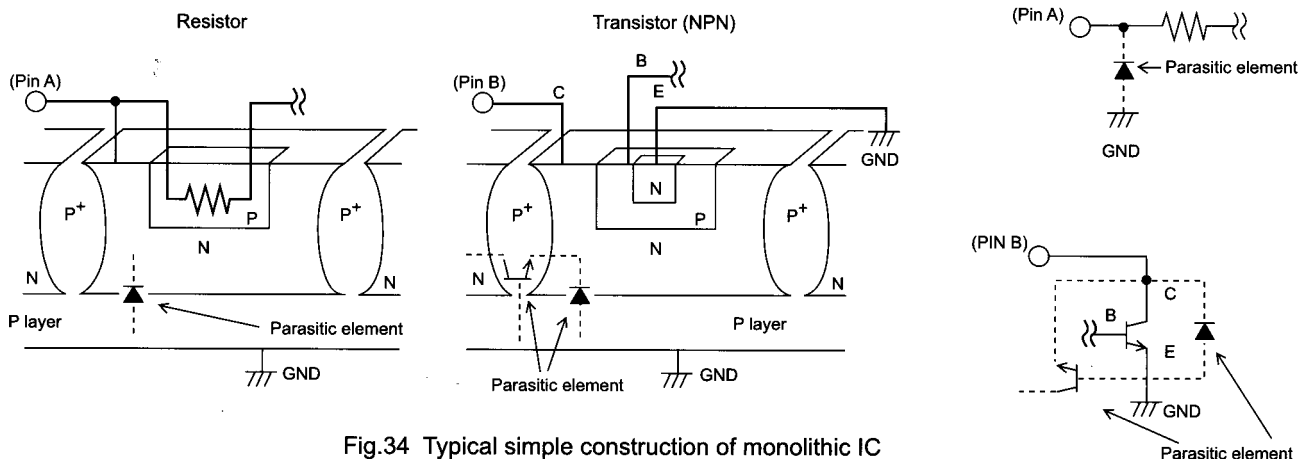 Resistor
(Pin A)
P+
P
N
P+
N
N
P layer
Parasitic element
GND
Transistor (NPN)
B
(Pin B)
C
E
GND
N
P+
P
P+
N
N
N
P layer
Parasitic element
GND
(Pin A)
Parasitic element
GND
(PIN B)
C
B
E
GND
Parasitic element
Fig.34 Typical simple construction of monolithic IC